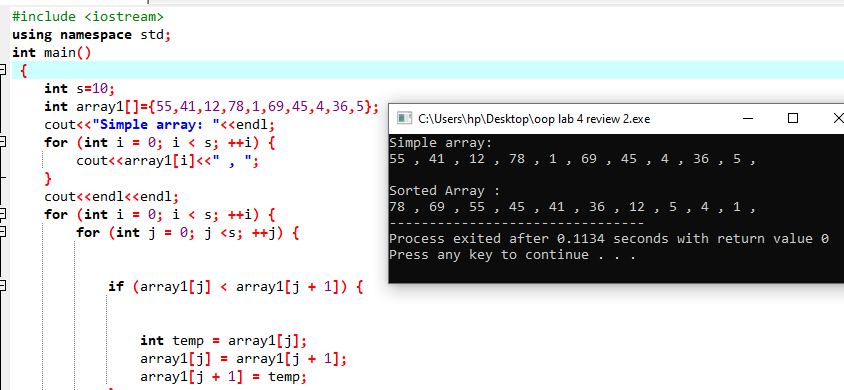 #include <iostream>
using namespace std;
int main()
{
int s=10;
int array1[]={55,41,12,78,1,69,45,4,36,5};
cout<<"Simple array: "<<endl;
for (int i = 0; i < s; ++i) {
cout<<array1[i]<<" , ";
}
cout<<endl<<endl;
for (int i = 0; i < s; ++i) {
for (int j = 0; j <s; ++j) {
if (array1[j] < array1[j + 1]) {
int temp = array1[j];
array1[j] = array1[j + 1];
array1[j + 1] = temp;
C:\Users\hp\Desktop\oop lab 4 review 2.exe
Simple array:
55 , 41 , 12 , 78 , 1 , 69 , 45 , 4 , 36 , 5 ,
Sorted Array :
78 , 69 , 55 , 45 , 41 , 36 , 12 , 5 , 4 , 1 ,
--------------------------------
Process exited after 0.1134 seconds with return value 0
Press any key to continue . . .